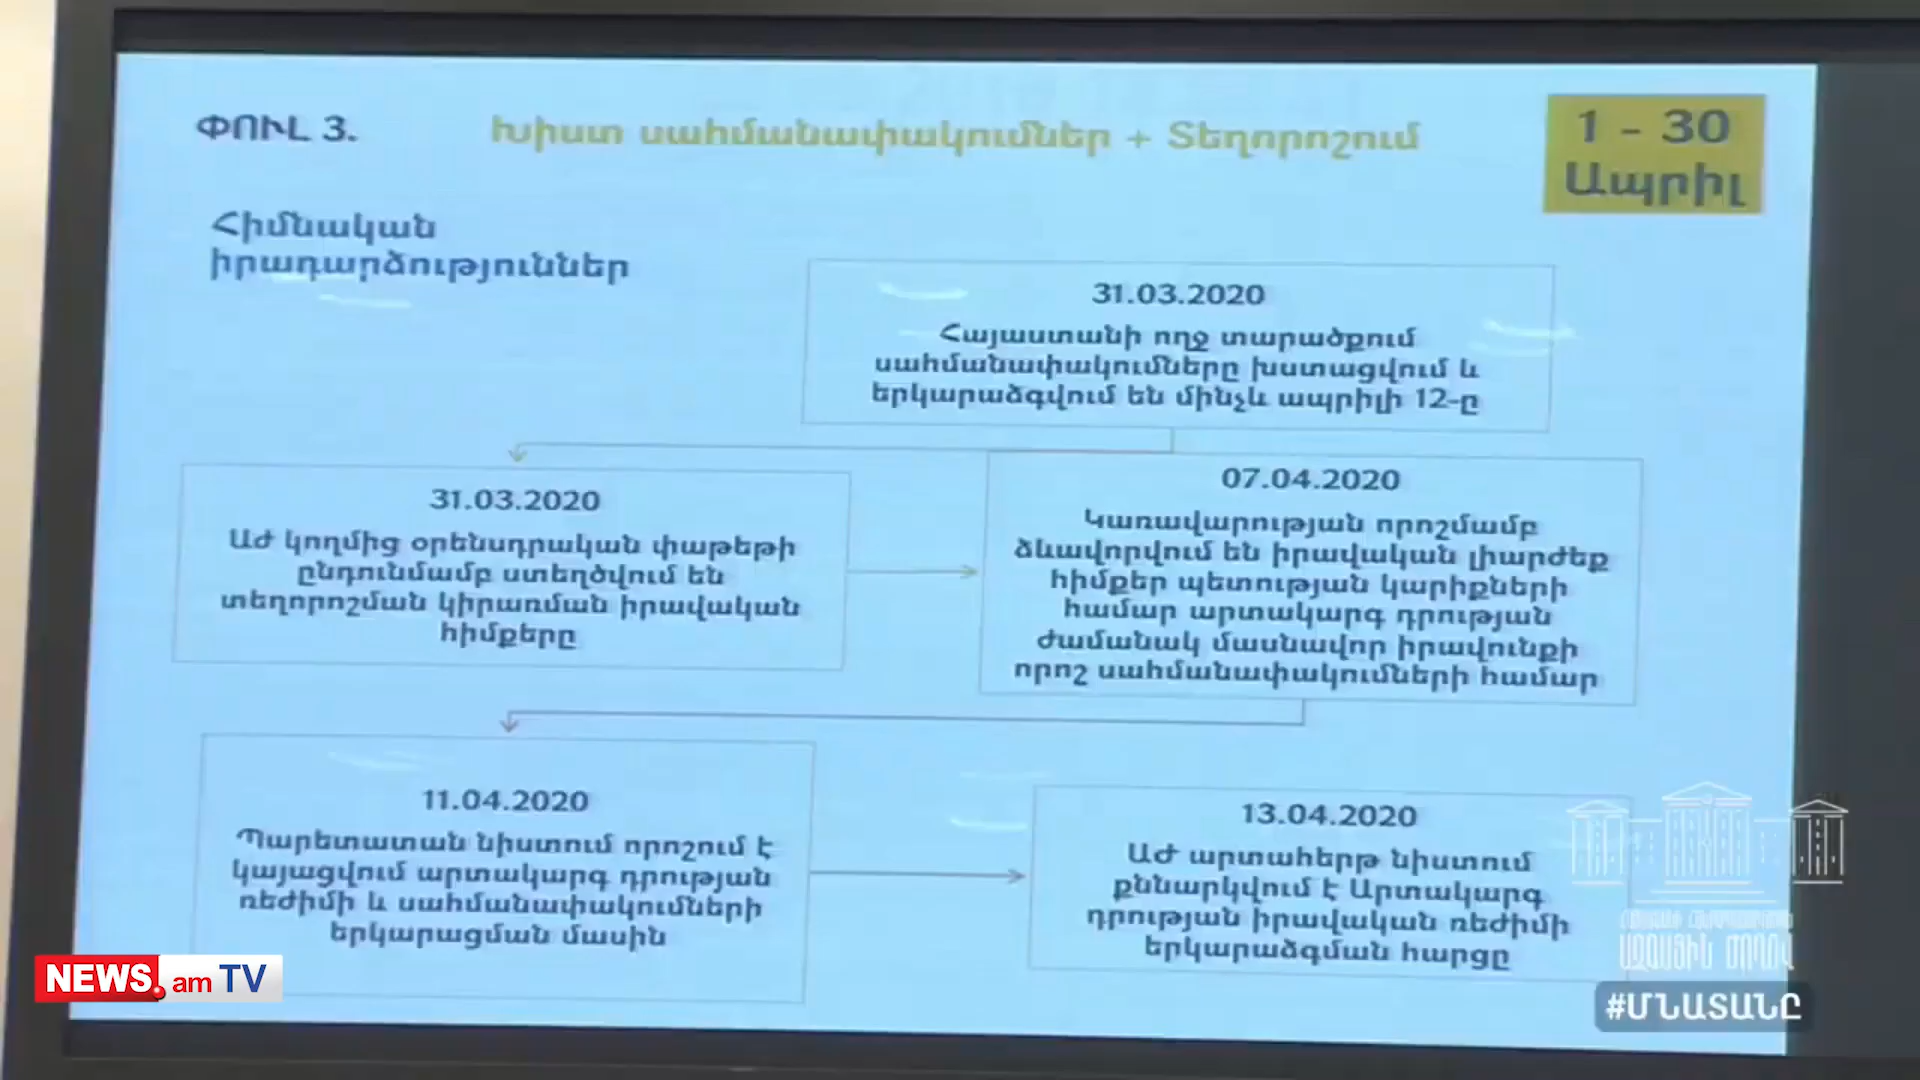 ՓՈՒԼ 3.
Խիստ սահմանափակումներ + Տեղորոշում
1 - 30
Ապրիլ
Հիմնական
իրադարձություններ
31.03.2020
Հայաստանի ողջ տարածքում
սահմանափակումները խստացվում և
երկարաձգվում են մինչև ապրիլի 12-ը
31.03.2020
ԱԺ կողմից օրենսդրական փաթեթի
ընդունմամբ ստեղծվում են
տեղորոշման կիրառման իրավական
հիմքերը
07.04.2020
Կառավարության որոշմամբ
ձևավորվում են իրավական լիարժեք
հիմքեր պետության կարիքների
համար արտակարգ դրության
ժամանակ մասնավոր իրավունքի
որոշ սահմանափակումների համար
11.04.2020
Պարետատան նիստում որոշում է
կայացվում արտակարգ դրության
ռեժիմի և սահմանափակումների
երկարացման մասին
13.04.2020
ԱԺ արտահերթ նիստում
քննարկվում է Արտակարգ
դրության իրավական ռեժիմի
երկարաձգման հարցը
NEWS.am TV
ԱԶԳԱՅԻՆ ԺՈՂՈՎ
#ՄՆԱՏԱՆԸ